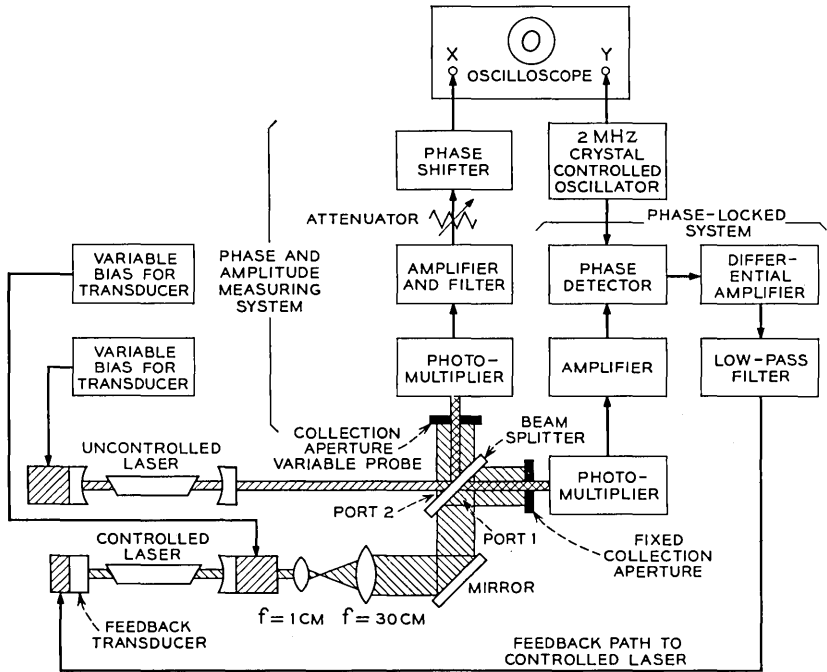 X
Y
OSCILLOSCOPE
PHASE
SHIFTER
2 MHZ
CRYSTAL
CONTROLLED
OSCILLATOR
ATTENUATOR
PHASE-LOCKED
SYSTEM
PHASE AND
AMPLITUDE
MEASURING
SYSTEM
VARIABLE
BIAS FOR
TRANSDUCER
AMPLIFIER
AND FILTER
PHASE
DETECTOR
DIFFER-
ENTIAL
AMPLIFIER
VARIABLE
BIAS FOR
TRANSDUCER
PHOTO-
MULTIPLIER
AMPLIFIER
LOW-PASS
FILTER
COLLECTION
APERTURE
VARIABLE PROBE
BEAM
SPLITTER
UNCONTROLLED
LASER
PHOTO-
MULTIPLIER
PORT 2
PORT 1
CONTROLLED
LASER
FIXED
COLLECTION
APERTURE
MIRROR
FEEDBACK
TRANSDUCER
f = 1 CM
f = 30 CM
FEEDBACK PATH TO
CONTROLLED LASER